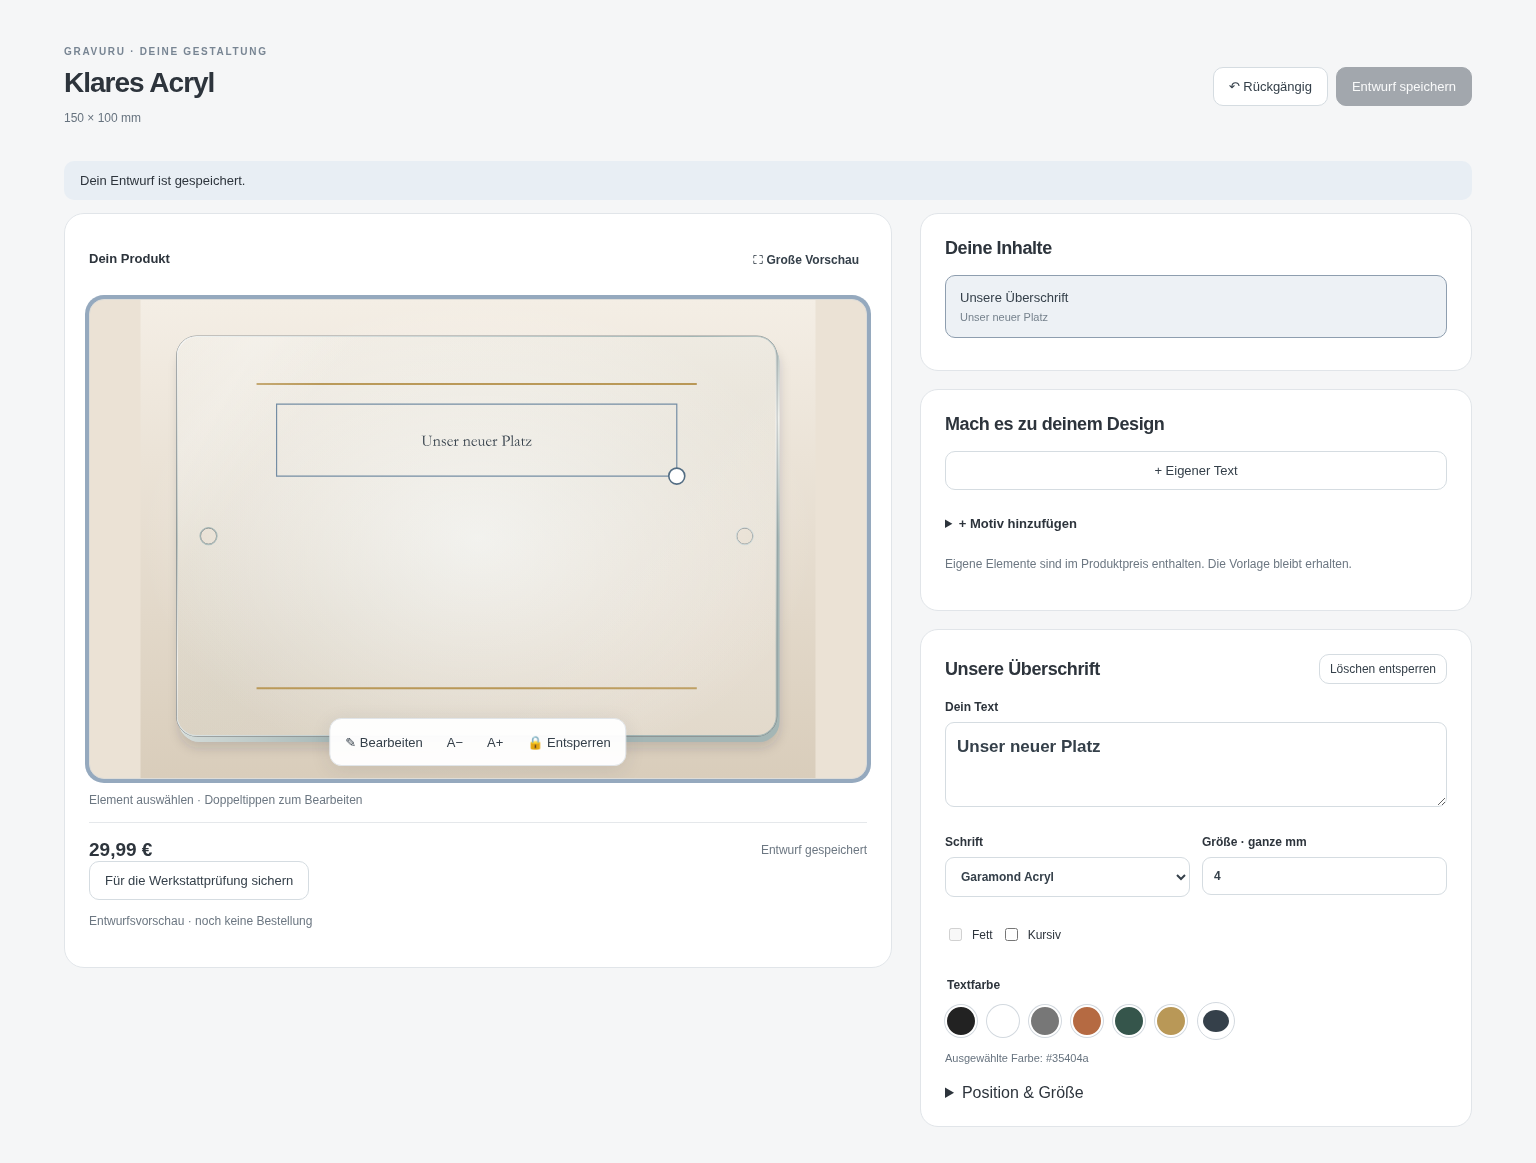 GRAVURU · DEINE GESTALTUNG
Klares Acryl
150 × 100 mm
↶ Rückgängig
Entwurf speichern
Dein Entwurf ist gespeichert.
Dein Produkt
⛶ Große Vorschau
Unser neuer Platz
✎ Bearbeiten A− A+ 🔒 Entsperren
Element auswählen · Doppeltippen zum Bearbeiten
29,99 €
Entwurf gespeichert
Für die Werkstattprüfung sichern
Entwurfsvorschau · noch keine Bestellung
Deine Inhalte
Unsere Überschrift
Unser neuer Platz
Mach es zu deinem Design
+ Eigener Text
+ Motiv hinzufügen
Eigene Elemente sind im Produktpreis enthalten. Die Vorlage bleibt erhalten.
Unsere Überschrift
Löschen entsperren
Dein Text
Unser neuer Platz
Schrift
Größe · ganze mm
Garamond Acryl
4
Fett Kursiv
Textfarbe
Ausgewählte Farbe: #35404a
Position & Größe